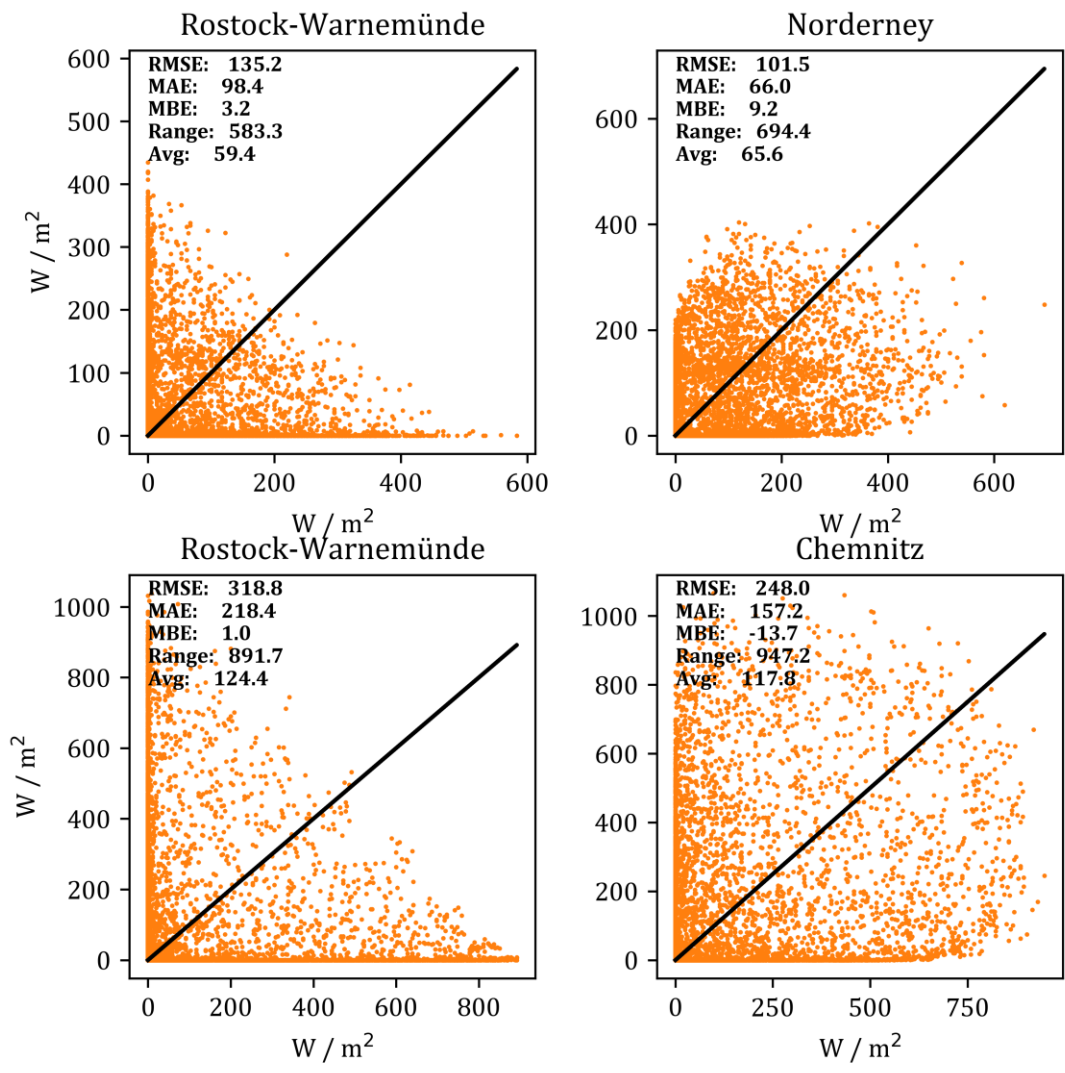 Rostock-Warnemünde
RMSE: 135.2
MAE: 98.4
MBE: 3.2
Range: 583.3
Avg: 59.4
600
500
400
300
200
100
0
W / m²
0 200 400 600
W / m²
Norderney
RMSE: 101.5
MAE: 66.0
MBE: 9.2
Range: 694.4
Avg: 65.6
600
400
200
0
0 200 400 600
W / m²
Rostock-Warnemünde
RMSE: 318.8
MAE: 218.4
MBE: 1.0
Range: 891.7
Avg: 124.4
1000
800
600
400
200
0
W / m²
0 200 400 600 800
W / m²
Chemnitz
RMSE: 248.0
MAE: 157.2
MBE: -13.7
Range: 947.2
Avg: 117.8
1000
800
600
400
200
0
0 250 500 750
W / m²